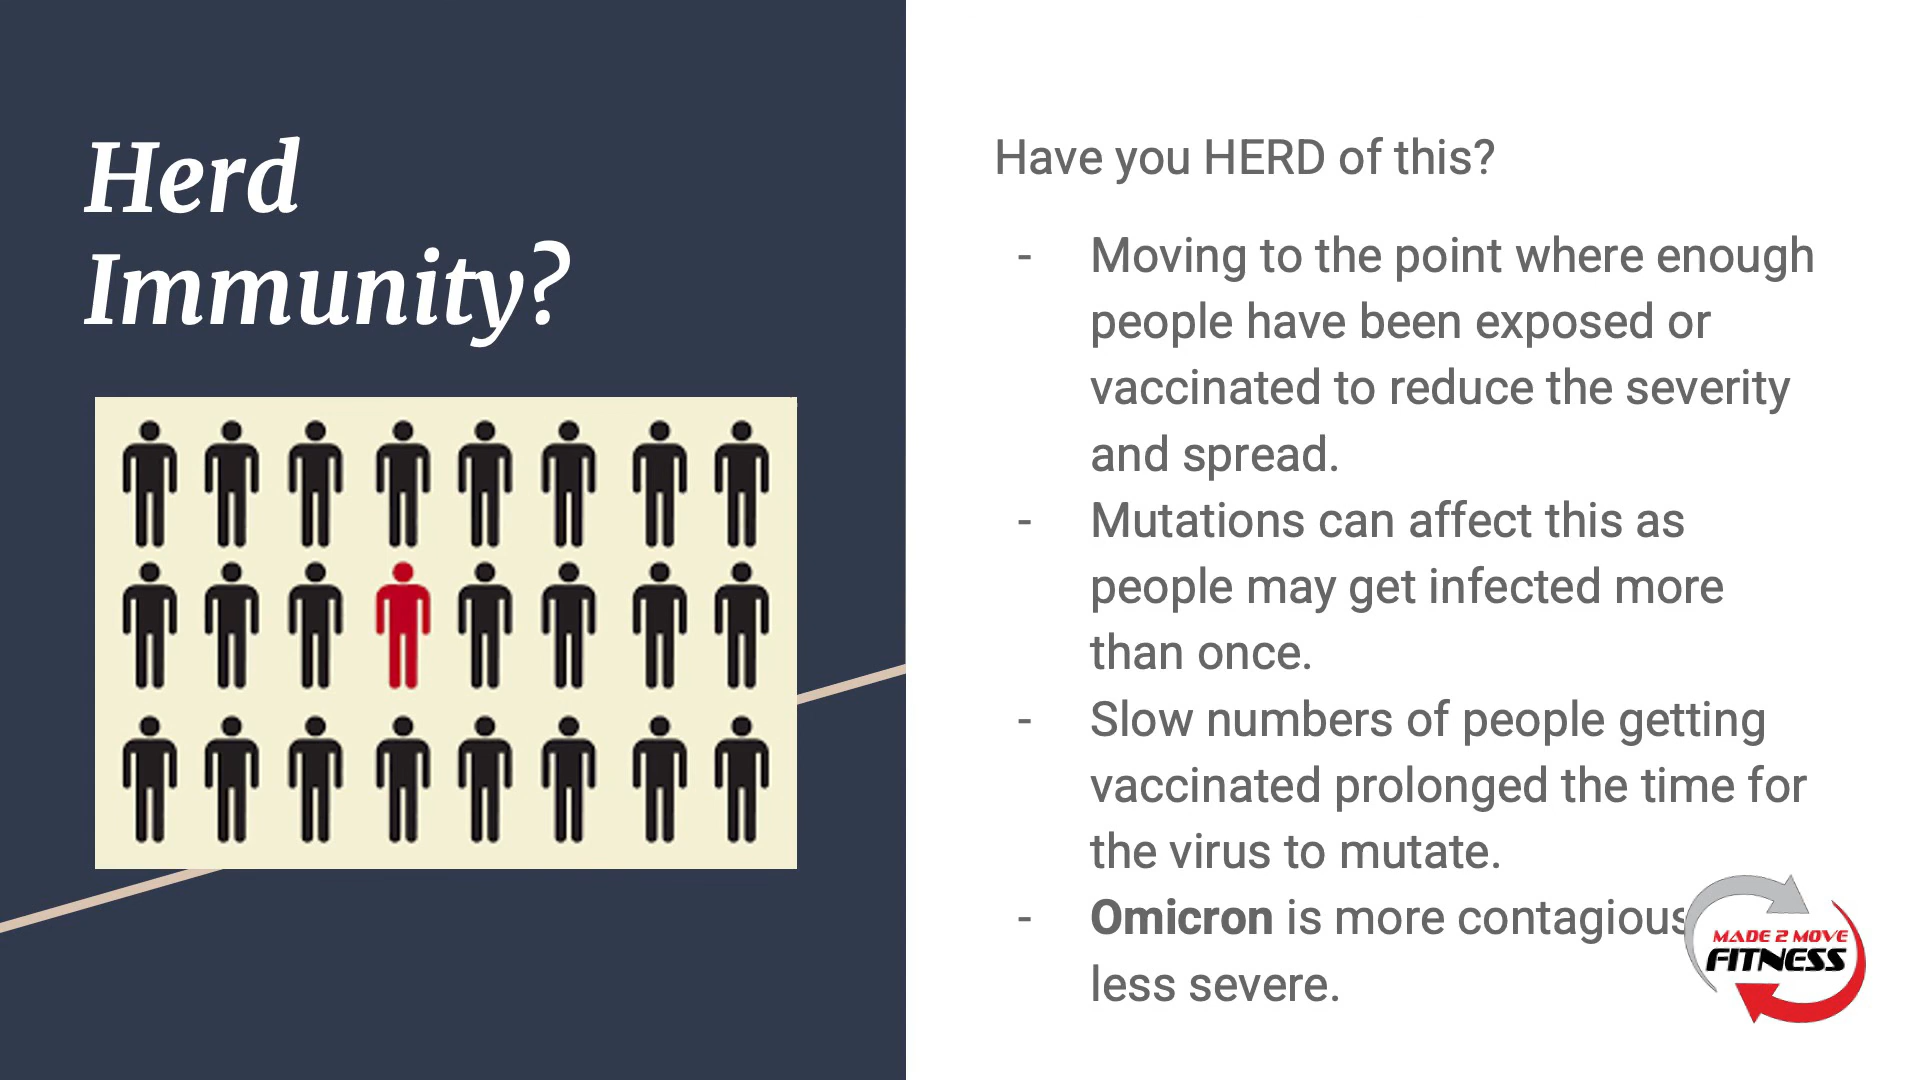 Herd
Immunity?
Have you HERD of this?
- Moving to the point where enough
people have been exposed or
vaccinated to reduce the severity
and spread.
- Mutations can affect this as
people may get infected more
than once.
- Slow numbers of people getting
vaccinated prolonged the time for
the virus to mutate.
- Omicron is more contagious
less severe.
MADE 2 MOVE
FITNESS